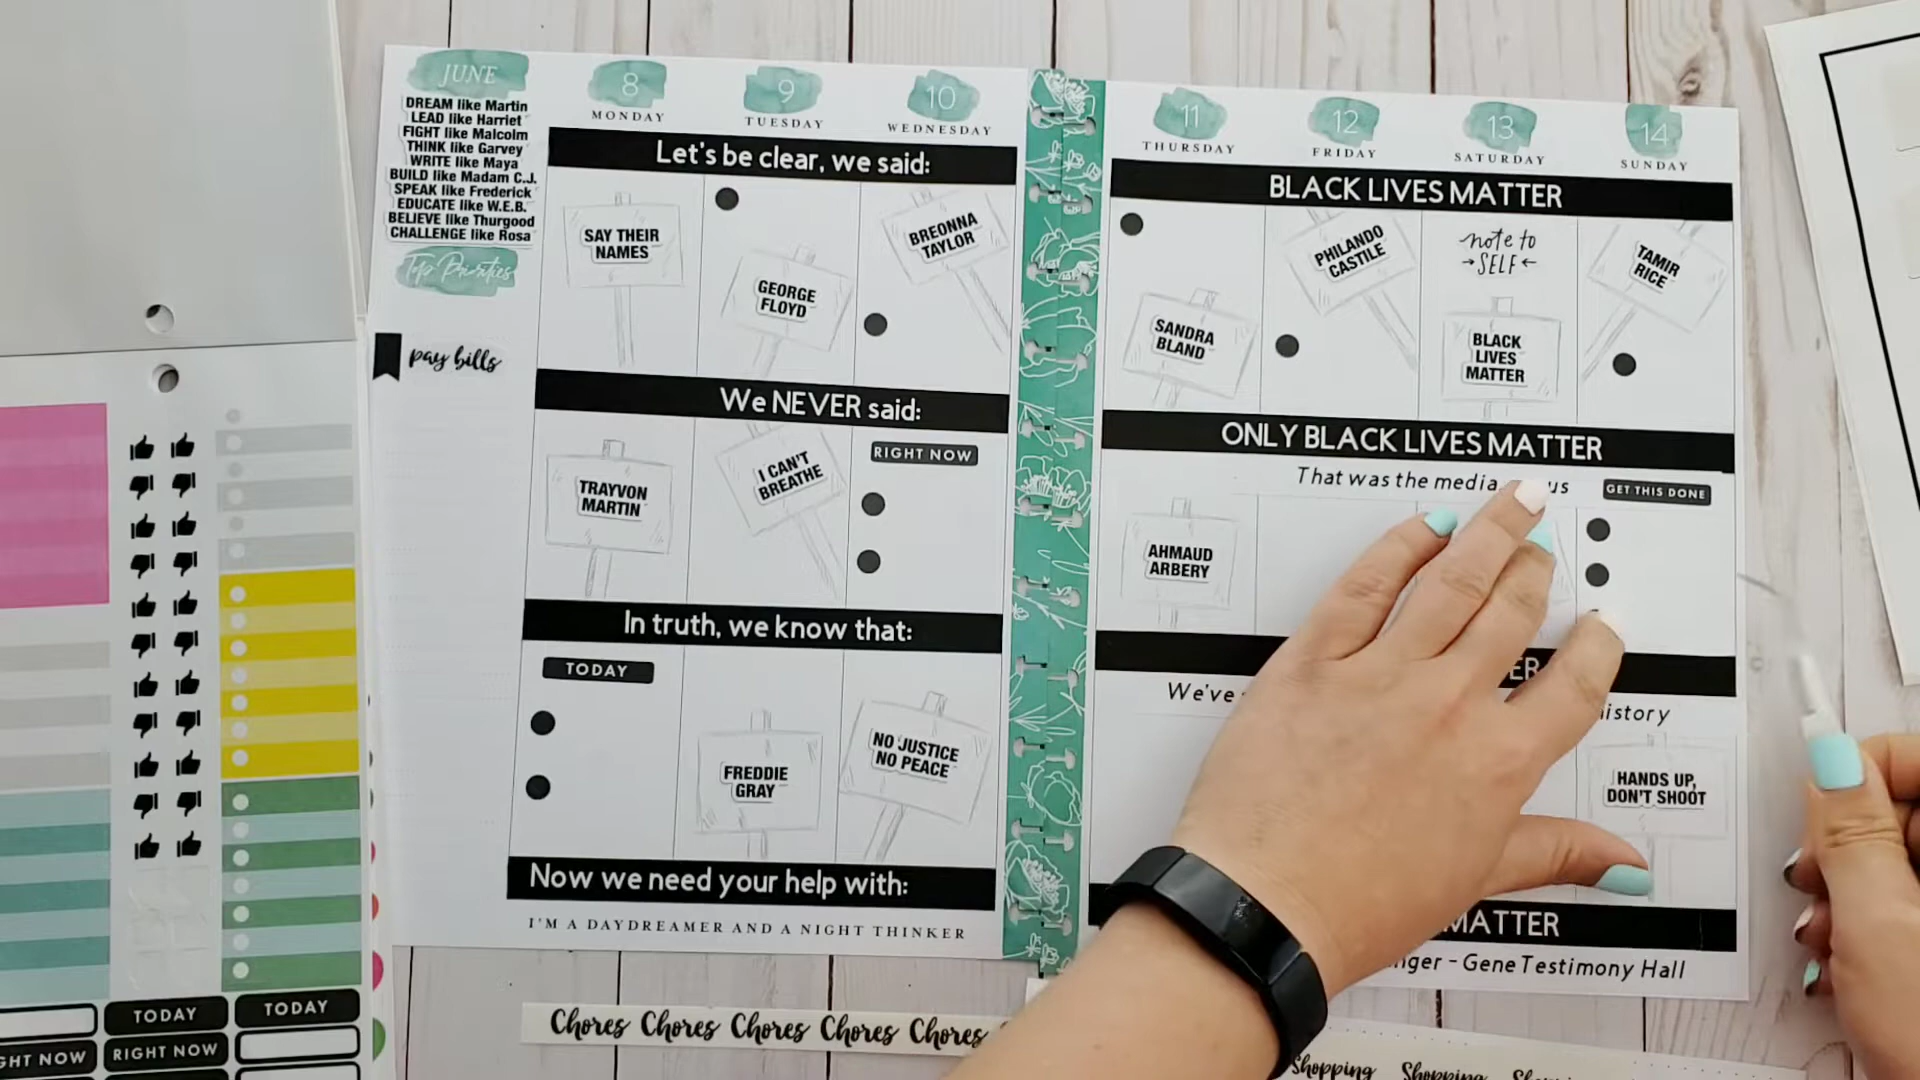 JUNE
DREAM like Martin
LEAD like Harriet
FIGHT like Malcolm
THINK like Garvey
WRITE like Maya
BUILD like Madam C.J.
SPEAK like Frederick
EDUCATE like W.E.B.
BELIEVE like Thurgood
CHALLENGE like Rosa
Top Priorities
pay bills
8
MONDAY
9
TUESDAY
10
WEDNESDAY
Let's be clear, we said:
SAY THEIR
NAMES
GEORGE
FLOYD
BREONNA
TAYLOR
We NEVER said:
TRAYVON
MARTIN
I CAN'T
BREATHE
RIGHT NOW
In truth, we know that:
TODAY
FREDDIE
GRAY
NO JUSTICE
NO PEACE
Now we need your help with:
I'M A DAYDREAMER AND A NIGHT THINKER
11
THURSDAY
12
FRIDAY
13
SATURDAY
14
SUNDAY
BLACK LIVES MATTER
SANDRA
BLAND
PHILANDO
CASTILE
note to
SELF
BLACK
LIVES
MATTER
TAMIR
RICE
ONLY BLACK LIVES MATTER
That was the media us
GET THIS DONE
AHMAUD
ARBERY
We've
HANDS UP,
DON'T SHOOT
MATTER
- Gene Testimony Hall
Chores Chores Chores Chores Chores
Shopping Shopping
TODAY
TODAY
RIGHT NOW